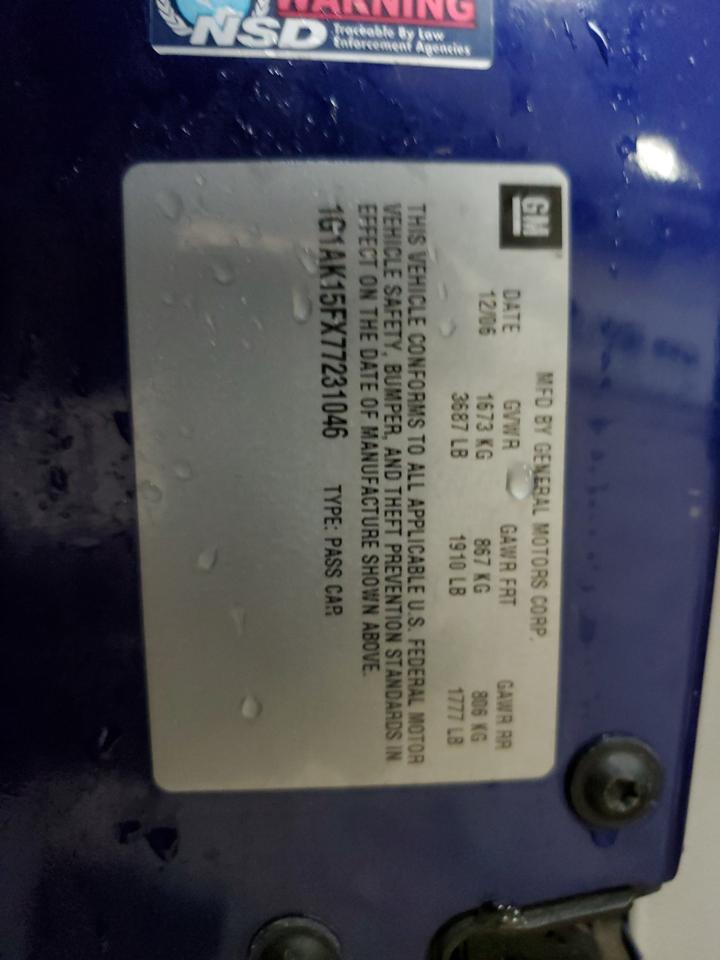 WARNING
NSD Traceable By Law
Enforcement Agencies
GM
MFD BY GENERAL MOTORS CORP.
DATE GVWR GAWR FRT GAWR RR
12/06 1673 KG 867 KG 806 KG
3687 LB 1910 LB 1777 LB
THIS VEHICLE CONFORMS TO ALL APPLICABLE U.S. FEDERAL MOTOR
VEHICLE SAFETY, BUMPER, AND THEFT PREVENTION STANDARDS IN
EFFECT ON THE DATE OF MANUFACTURE SHOWN ABOVE.
1G1AK15FX77231046 TYPE: PASS CAR